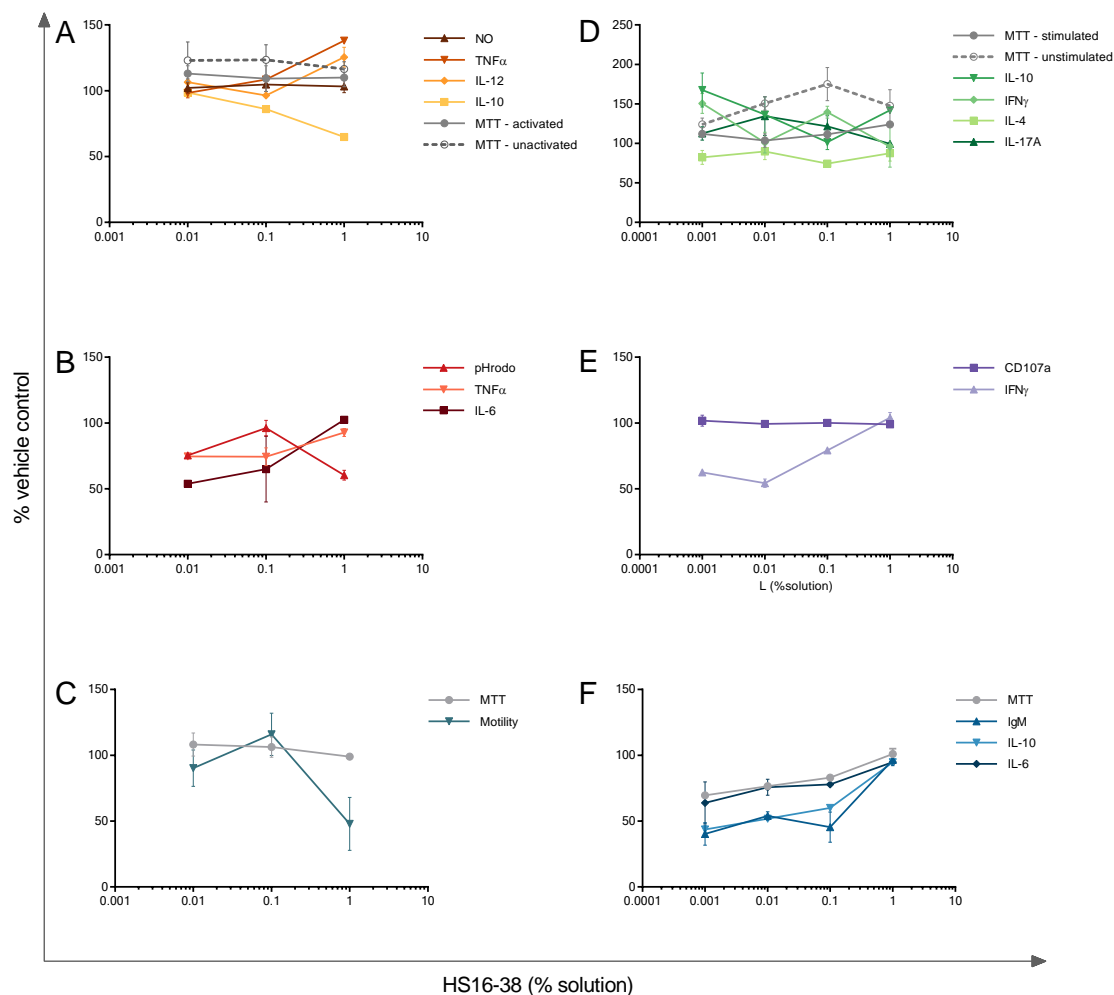 A
150
100
50
0
0.001 0.01 0.1 1 10
NO
TNFα
IL-12
IL-10
MTT - activated
MTT - unactivated
D
250
200
150
100
50
0
0.0001 0.001 0.01 0.1 1 10
MTT - stimulated
MTT - unstimulated
IL-10
IFNγ
IL-4
IL-17A
B
150
100
50
0
0.001 0.01 0.1 1 10
pHrodo
TNFα
IL-6
E
150
100
50
0
0.0001 0.001 0.01 0.1 1 10
L (%solution)
CD107a
IFNγ
C
150
100
50
0
0.001 0.01 0.1 1 10
MTT
Motility
F
150
100
50
0
0.0001 0.001 0.01 0.1 1 10
MTT
IgM
IL-10
IL-6
% vehicle control
HS16-38 (% solution)